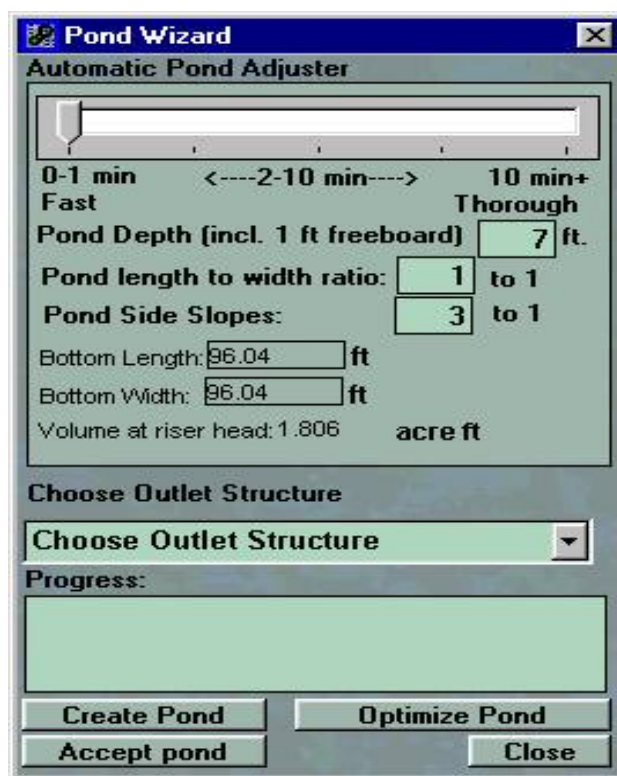 Pond Wizard
Automatic Pond Adjuster
0-1 min <----2-10 min----> 10 min+
Fast Thorough
Pond Depth (incl. 1 ft freeboard) 7 ft.
Pond length to width ratio: 1 to 1
Pond Side Slopes: 3 to 1
Bottom Length: 96.04 ft
Bottom Width: 96.04 ft
Volume at riser head: 1.806 acre ft
Choose Outlet Structure
Choose Outlet Structure
Progress:
Create Pond Optimize Pond
Accept pond Close